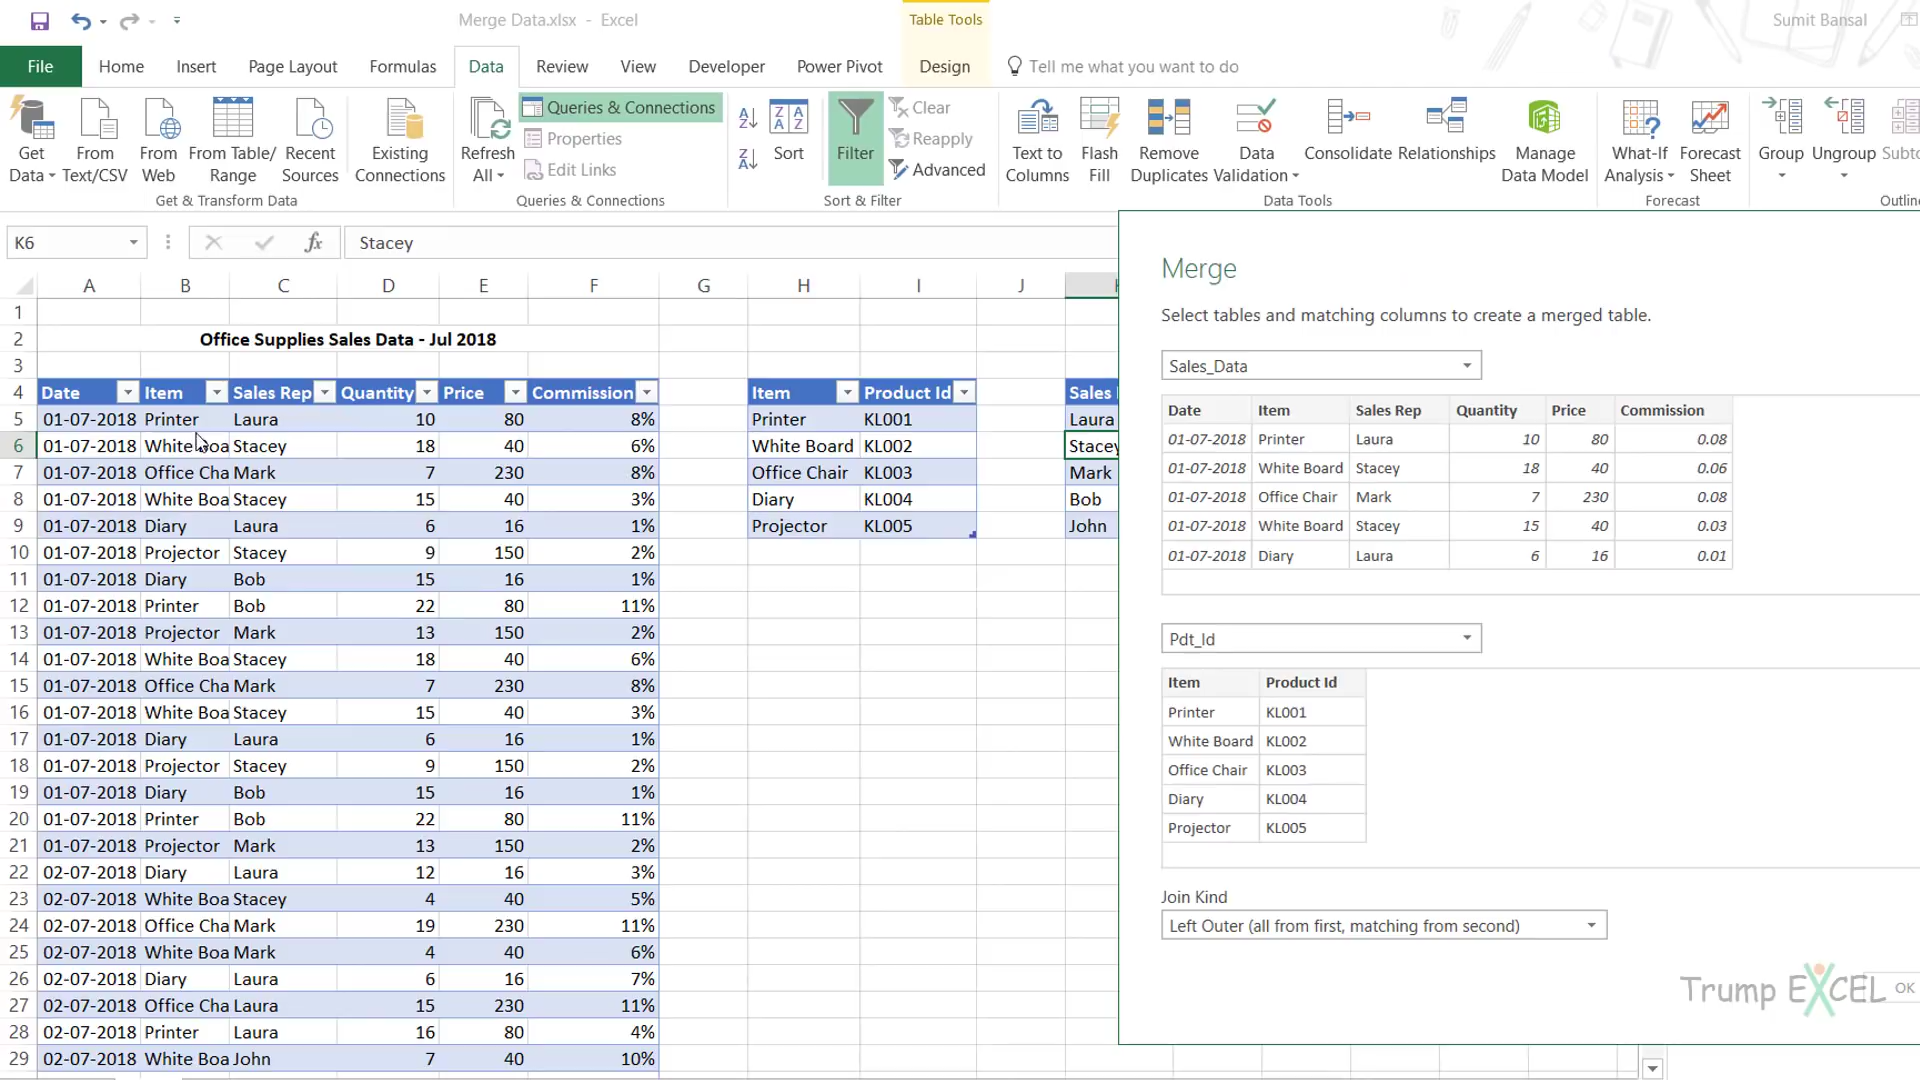 Merge Data.xlsx - Excel
Table Tools
Sumit Bansal
File Home Insert Page Layout Formulas Data Review View Developer Power Pivot Design Tell me what you want to do
Get Data
From Text/CSV
From Web
From Table/ Range
Recent Sources
Existing Connections
Refresh All
Queries & Connections
Properties
Edit Links
Sort
Filter
Clear
Reapply
Advanced
Text to Columns
Flash Fill
Remove Duplicates
Data Validation
Consolidate
Relationships
Manage Data Model
What-If Analysis
Forecast Sheet
Group
Ungroup
Get & Transform Data
Queries & Connections
Sort & Filter
Data Tools
Forecast
K6
fx
Stacey
A B C D E F G H I J
1
2 Office Supplies Sales Data - Jul 2018
3
4 Date Item Sales Rep Quantity Price Commission Item Product Id Sales
5 01-07-2018 Printer Laura 10 80 8% Printer KL001 Laura
6 01-07-2018 White Boa Stacey 18 40 6% White Board KL002 Stacey
7 01-07-2018 Office Cha Mark 7 230 8% Office Chair KL003 Mark
8 01-07-2018 White Boa Stacey 15 40 3% Diary KL004 Bob
9 01-07-2018 Diary Laura 6 16 1% Projector KL005 John
10 01-07-2018 Projector Stacey 9 150 2%
11 01-07-2018 Diary Bob 15 16 1%
12 01-07-2018 Printer Bob 22 80 11%
13 01-07-2018 Projector Mark 13 150 2%
14 01-07-2018 White Boa Stacey 18 40 6%
15 01-07-2018 Office Cha Mark 7 230 8%
16 01-07-2018 White Boa Stacey 15 40 3%
17 01-07-2018 Diary Laura 6 16 1%
18 01-07-2018 Projector Stacey 9 150 2%
19 01-07-2018 Diary Bob 15 16 1%
20 01-07-2018 Printer Bob 22 80 11%
21 01-07-2018 Projector Mark 13 150 2%
22 02-07-2018 Diary Laura 12 16 3%
23 02-07-2018 White Boa Stacey 4 40 5%
24 02-07-2018 Office Cha Mark 19 230 11%
25 02-07-2018 White Boa Mark 4 40 6%
26 02-07-2018 Diary Laura 6 16 7%
27 02-07-2018 Office Cha Laura 15 230 11%
28 02-07-2018 Printer Laura 16 80 4%
29 02-07-2018 White Boa John 7 40 10%
Merge
Select tables and matching columns to create a merged table.
Sales_Data
Date Item Sales Rep Quantity Price Commission
01-07-2018 Printer Laura 10 80 0.08
01-07-2018 White Board Stacey 18 40 0.06
01-07-2018 Office Chair Mark 7 230 0.08
01-07-2018 White Board Stacey 15 40 0.03
01-07-2018 Diary Laura 6 16 0.01
Pdt_Id
Item Product Id
Printer KL001
White Board KL002
Office Chair KL003
Diary KL004
Projector KL005
Join Kind
Left Outer (all from first, matching from second)
Trump EXCEL
OK